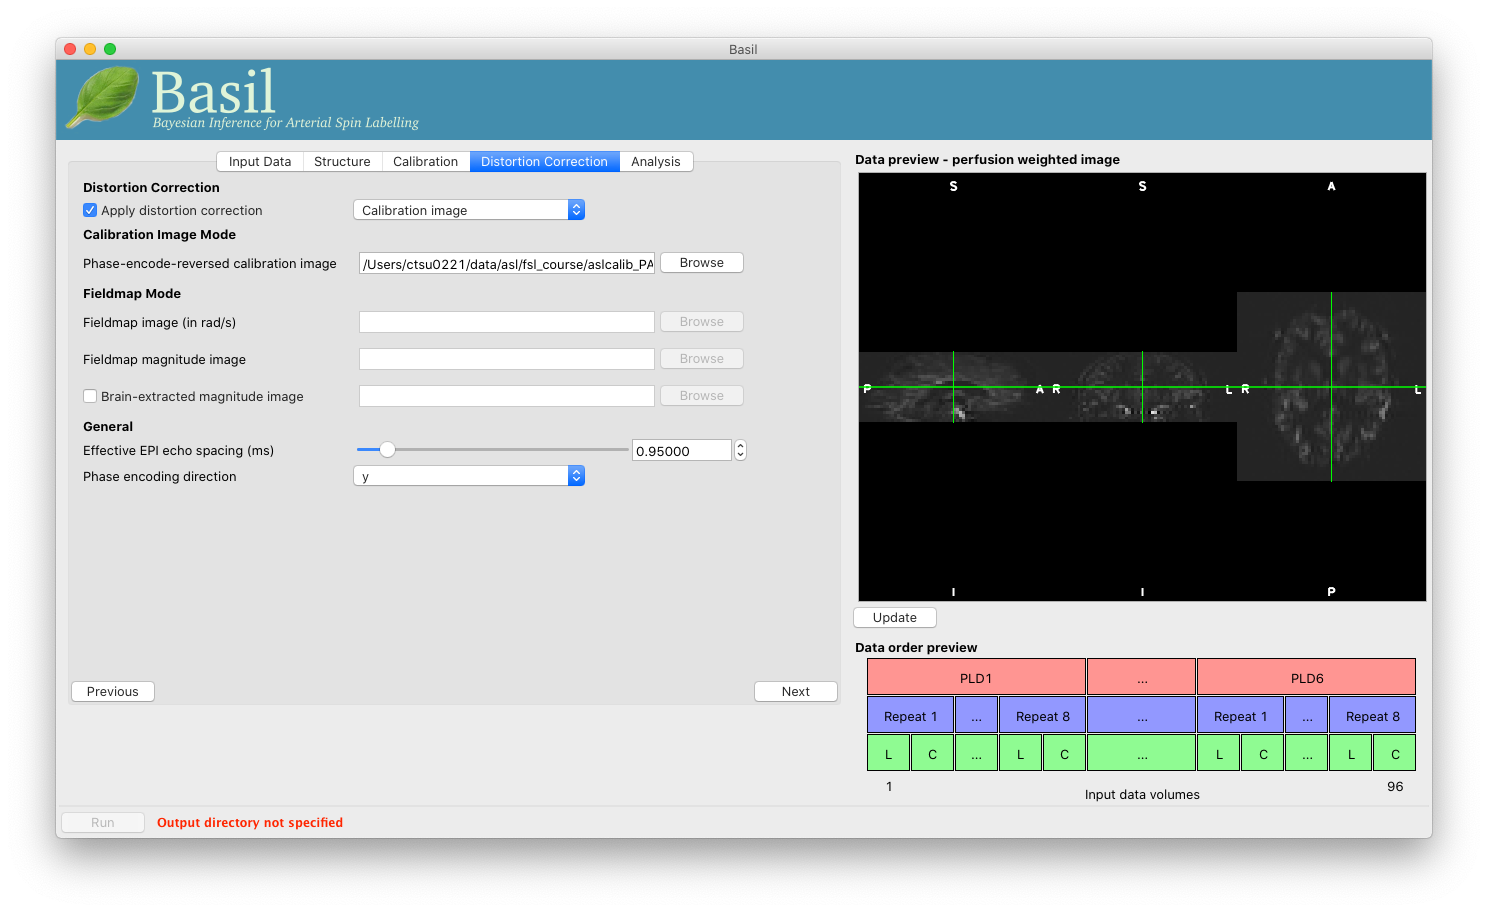 Basil
Basil
Bayesian Inference for Arterial Spin Labelling
Input Data Structure Calibration Distortion Correction Analysis
Distortion Correction
Apply distortion correction Calibration image
Calibration Image Mode
Phase-encode-reversed calibration image /Users/ctsu0221/data/asl/fsl_course/aslcalib_PA Browse
Fieldmap Mode
Fieldmap image (in rad/s) Browse
Fieldmap magnitude image Browse
Brain-extracted magnitude image Browse
General
Effective EPI echo spacing (ms) 0.95000
Phase encoding direction y
Previous Next
Data preview - perfusion weighted image
S S A
P A R L R L
I I P
Update
Data order preview
PLD1 ... PLD6
Repeat 1 ... Repeat 8 ... Repeat 1 ... Repeat 8
L C ... L C ... L C ... L C
1 96
Input data volumes
Run Output directory not specified